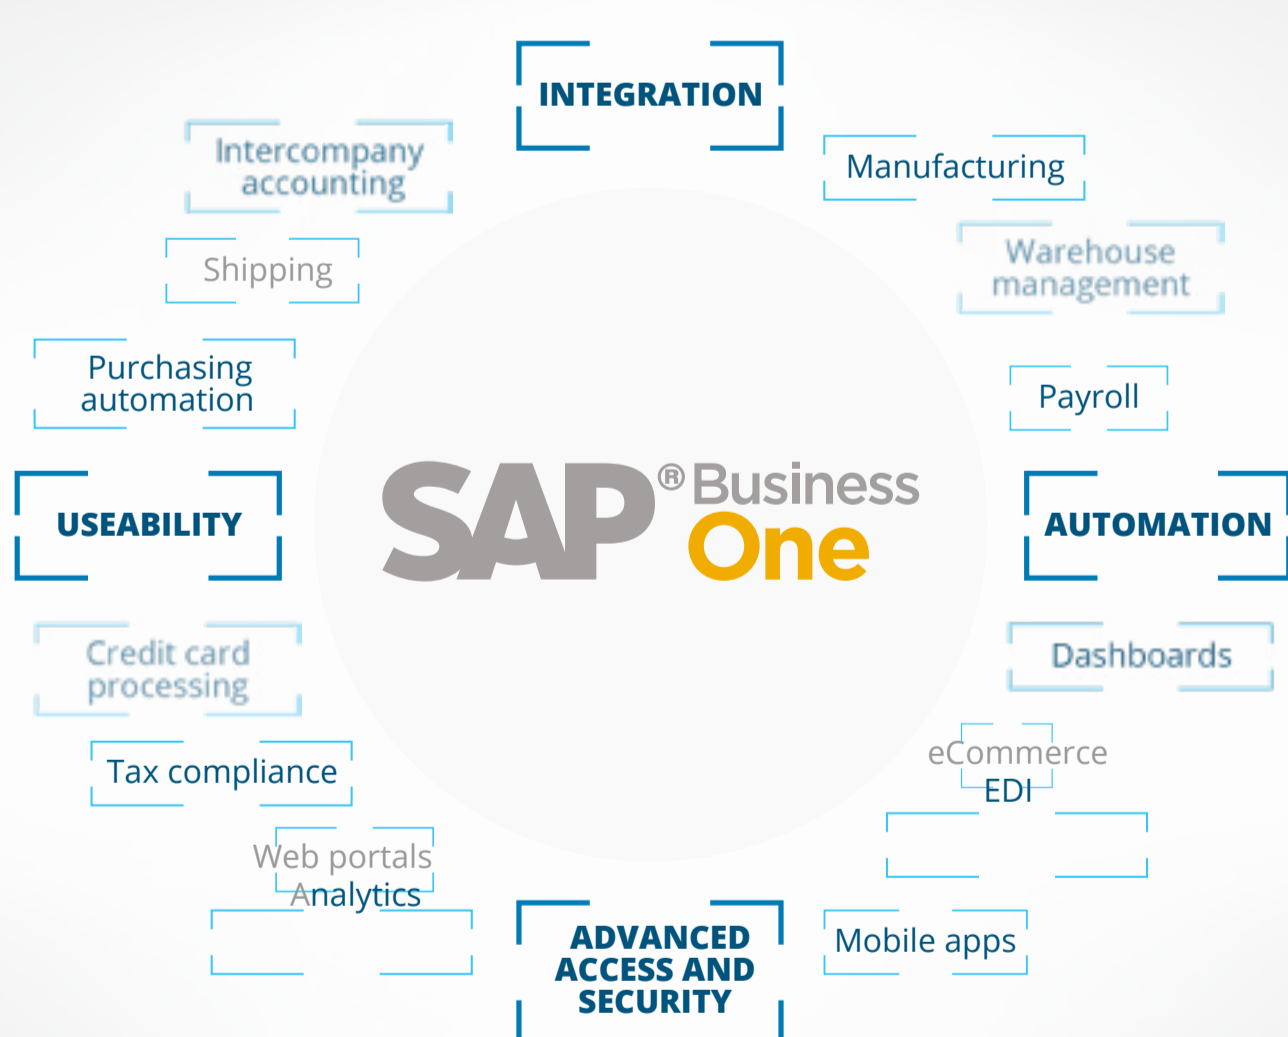 INTEGRATION
Intercompany
accounting
Manufacturing
Shipping
Warehouse
management
Purchasing
automation
Payroll
USEABILITY
SAP® Business
One
AUTOMATION
Credit card
processing
Dashboards
Tax compliance
eCommerce
EDI
Web portals
Analytics
ADVANCED
ACCESS AND
SECURITY
Mobile apps